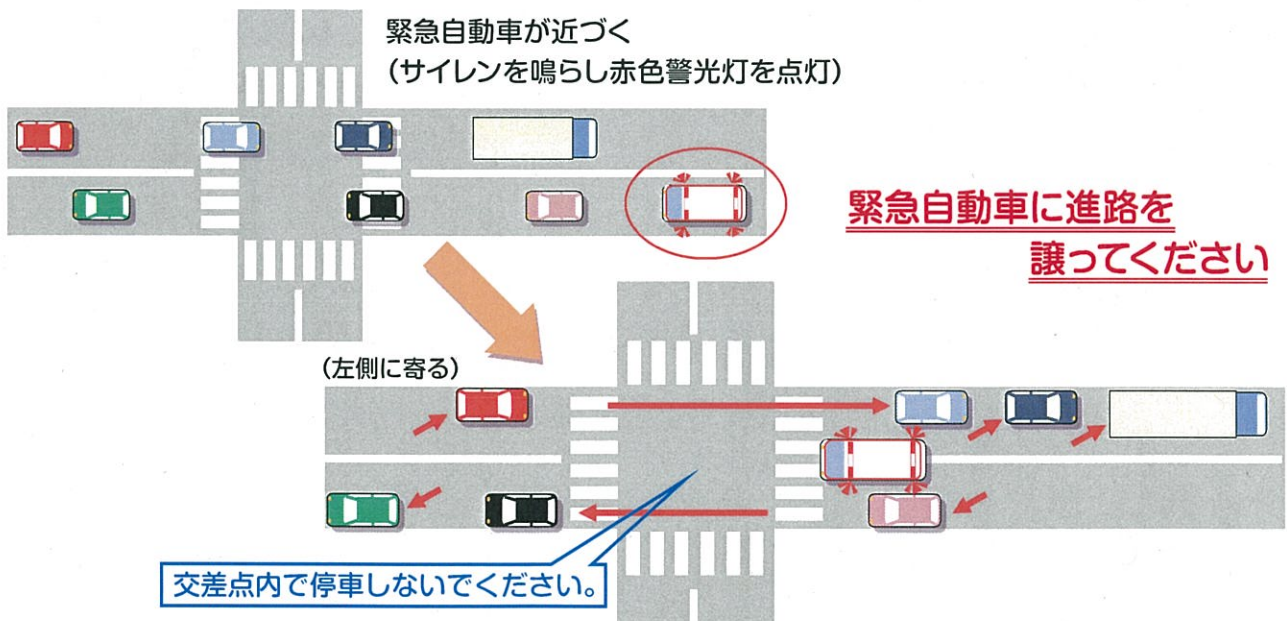 緊急自動車が近づく
（サイレンを鳴らし赤色警光灯を点灯）
緊急自動車に進路を
譲ってください
（左側に寄る）
交差点内で停車しないでください。